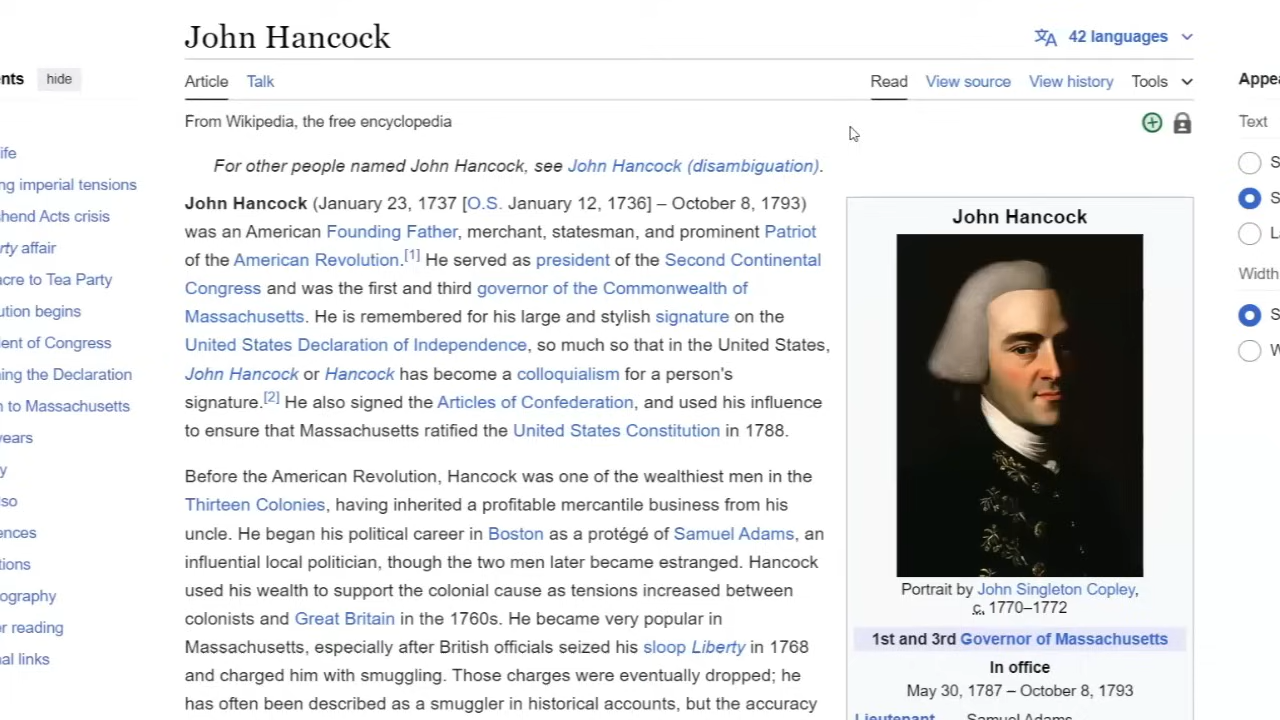 John Hancock
42 languages
Article Talk
Read View source View history Tools
From Wikipedia, the free encyclopedia
For other people named John Hancock, see John Hancock (disambiguation).
John Hancock (January 23, 1737 [O.S. January 12, 1736] – October 8, 1793)
was an American Founding Father, merchant, statesman, and prominent Patriot
of the American Revolution.[1] He served as president of the Second Continental
Congress and was the first and third governor of the Commonwealth of
Massachusetts. He is remembered for his large and stylish signature on the
United States Declaration of Independence, so much so that in the United States,
John Hancock or Hancock has become a colloquialism for a person's
signature.[2] He also signed the Articles of Confederation, and used his influence
to ensure that Massachusetts ratified the United States Constitution in 1788.
Before the American Revolution, Hancock was one of the wealthiest men in the
Thirteen Colonies, having inherited a profitable mercantile business from his
uncle. He began his political career in Boston as a protégé of Samuel Adams, an
influential local politician, though the two men later became estranged. Hancock
used his wealth to support the colonial cause as tensions increased between
colonists and Great Britain in the 1760s. He became very popular in
Massachusetts, especially after British officials seized his sloop Liberty in 1768
and charged him with smuggling. Those charges were eventually dropped; he
has often been described as a smuggler in historical accounts, but the accuracy
John Hancock
Portrait by John Singleton Copley,
c. 1770–1772
1st and 3rd Governor of Massachusetts
In office
May 30, 1787 – October 8, 1793
Lieutenant Samuel Adams
ents hide
ife
ng imperial tensions
shend Acts crisis
rty affair
acre to Tea Party
ution begins
ent of Congress
ning the Declaration
n to Massachusetts
years
y
lso
ences
tions
ography
er reading
nal links
Appea
Text
S
S
La
Width
S
W